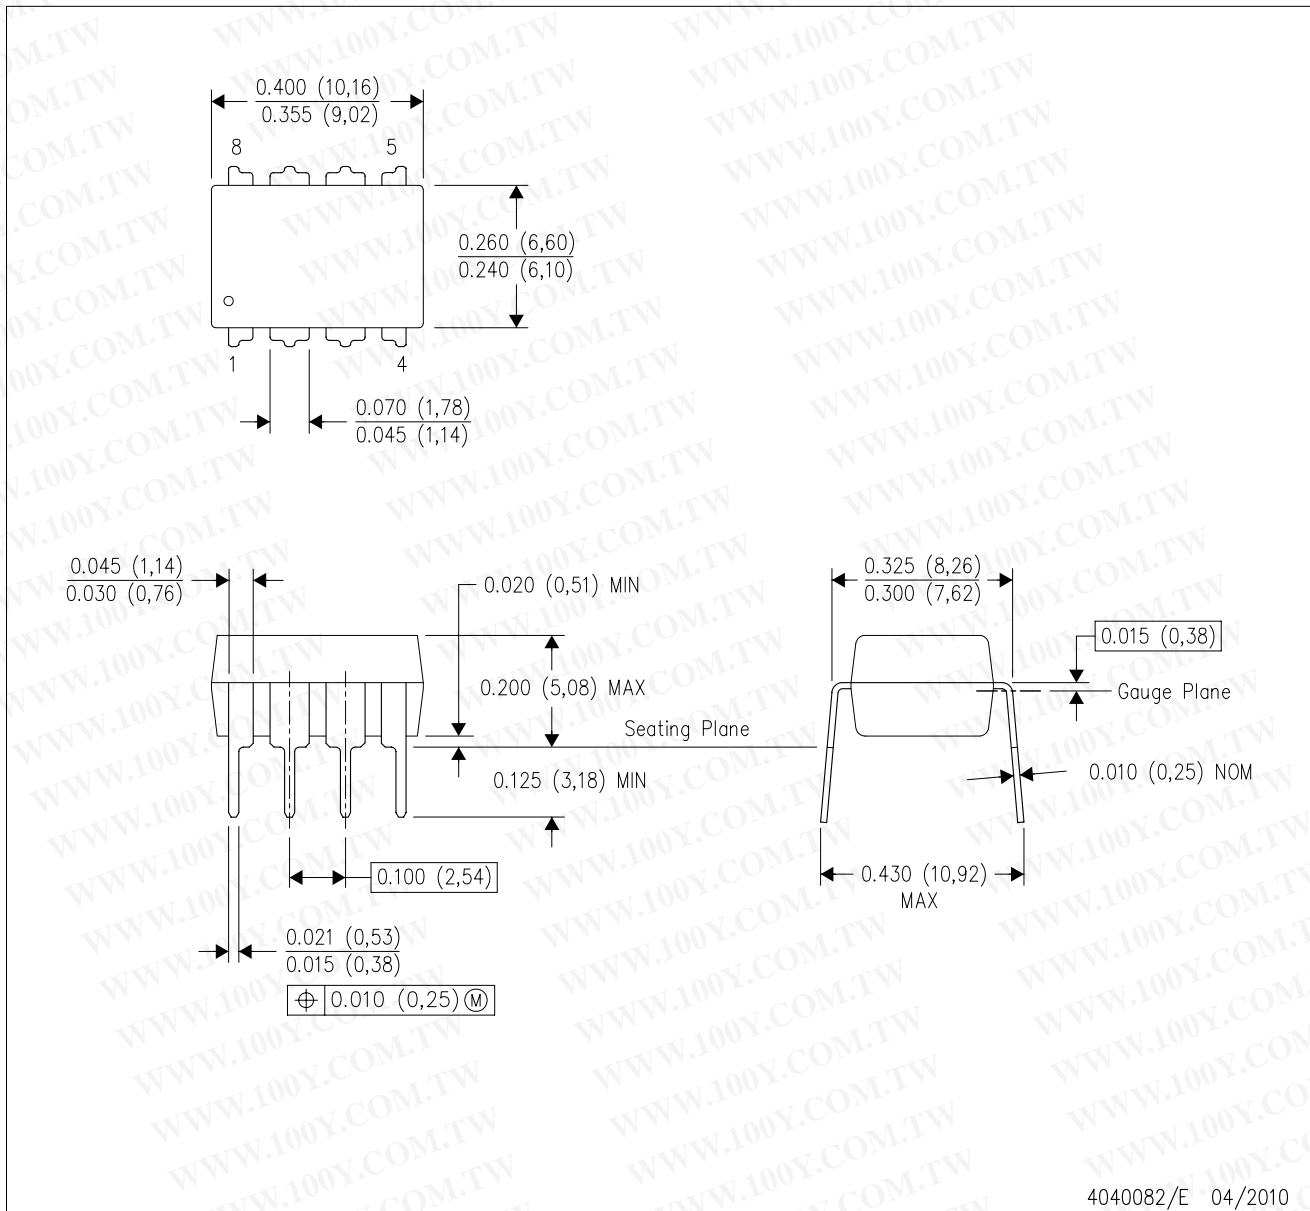 0.400 (10,16)
0.355 (9,02)
8
5
0.260 (6,60)
0.240 (6,10)
1
4
0.070 (1,78)
0.045 (1,14)
0.045 (1,14)
0.030 (0,76)
0.020 (0,51) MIN
0.325 (8,26)
0.300 (7,62)
0.015 (0,38)
0.200 (5,08) MAX
Gauge Plane
Seating Plane
0.125 (3,18) MIN
0.010 (0,25) NOM
0.100 (2,54)
0.430 (10,92)
MAX
0.021 (0,53)
0.015 (0,38)
⌖ 0.010 (0,25) Ⓜ
4040082/E 04/2010
WWW.100Y.COM.TW